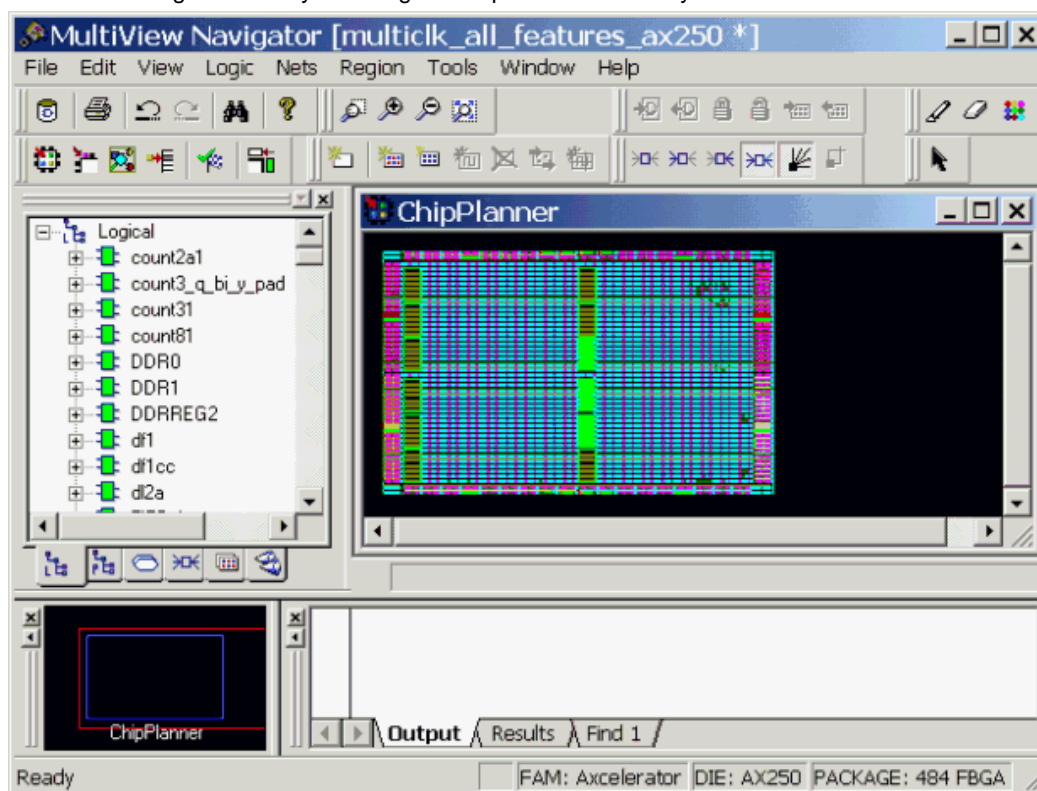 MultiView Navigator [multiclk_all_features_ax250 *]
File Edit View Logic Nets Region Tools Window Help
ChipPlanner
Logical
count2a1
count3_q_bi_y_pad
count31
count81
DDR0
DDR1
DDRREG2
df1
df1cc
dl2a
ChipPlanner
Output Results Find 1
Ready
FAM: Axcelerator DIE: AX250 PACKAGE: 484 FBGA